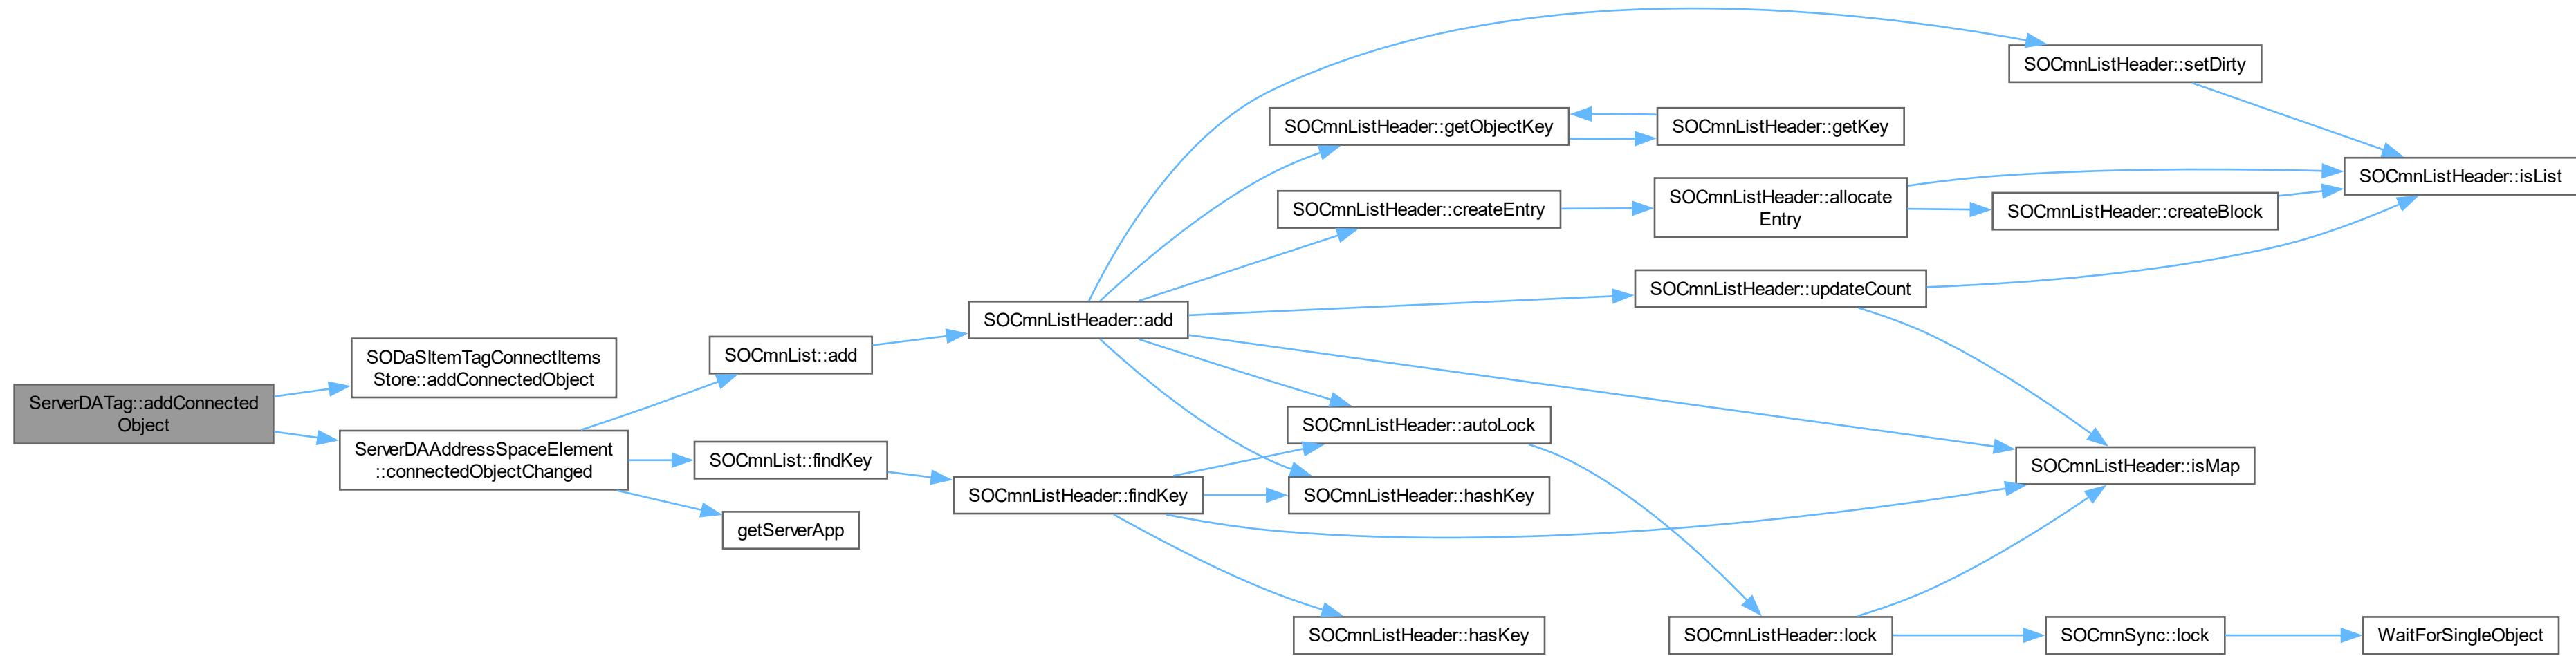 ServerDATag::addConnected
Object
SODaSItemTagConnectItems
Store::addConnectedObject
ServerDAAddressSpaceElement
::connectedObjectChanged
SOCmnList::add
SOCmnList::findKey
getServerApp
SOCmnListHeader::add
SOCmnListHeader::findKey
SOCmnListHeader::getObjectKey
SOCmnListHeader::createEntry
SOCmnListHeader::autoLock
SOCmnListHeader::hashKey
SOCmnListHeader::hasKey
SOCmnListHeader::getKey
SOCmnListHeader::allocate
Entry
SOCmnListHeader::updateCount
SOCmnListHeader::lock
SOCmnListHeader::setDirty
SOCmnListHeader::createBlock
SOCmnListHeader::isMap
SOCmnSync::lock
SOCmnListHeader::isList
WaitForSingleObject